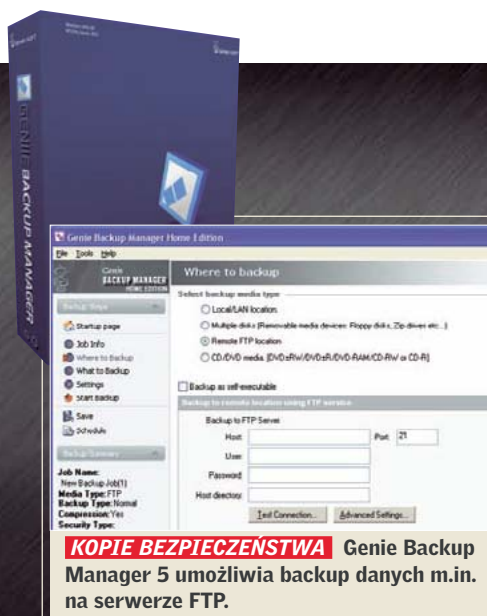 GENIE BACKUP MANAGER
Genie Backup Manager Home Edition
File Tools Help
Genie
BACKUP MANAGER
HOME EDITION
Where to backup
Select backup media type
Local/LAN location
Multiple disks (Removable media devices: Floppy disks, Zip drives etc...)
Remote FTP location
CD/DVD media (DVD±RW/DVD±R/DVD-RAM/CD-RW or CD-R)
Backup as self-executable
Backup to remote location using FTP service
Backup to FTP Server
Host
Port 21
User
Password
Host directory
Test Connection...
Advanced Settings...
Backup Steps
Startup page
Job Info
Where to Backup
What to Backup
Settings
Start Backup
Save
Schedule
Backup Summary
Job Name:
New Backup Job(1)
Media Type: FTP
Backup Type: Normal
Compression: Yes
Security Type:
KOPIE BEZPIECZEŃSTWA Genie Backup
Manager 5 umożliwia backup danych m.in.
na serwerze FTP.